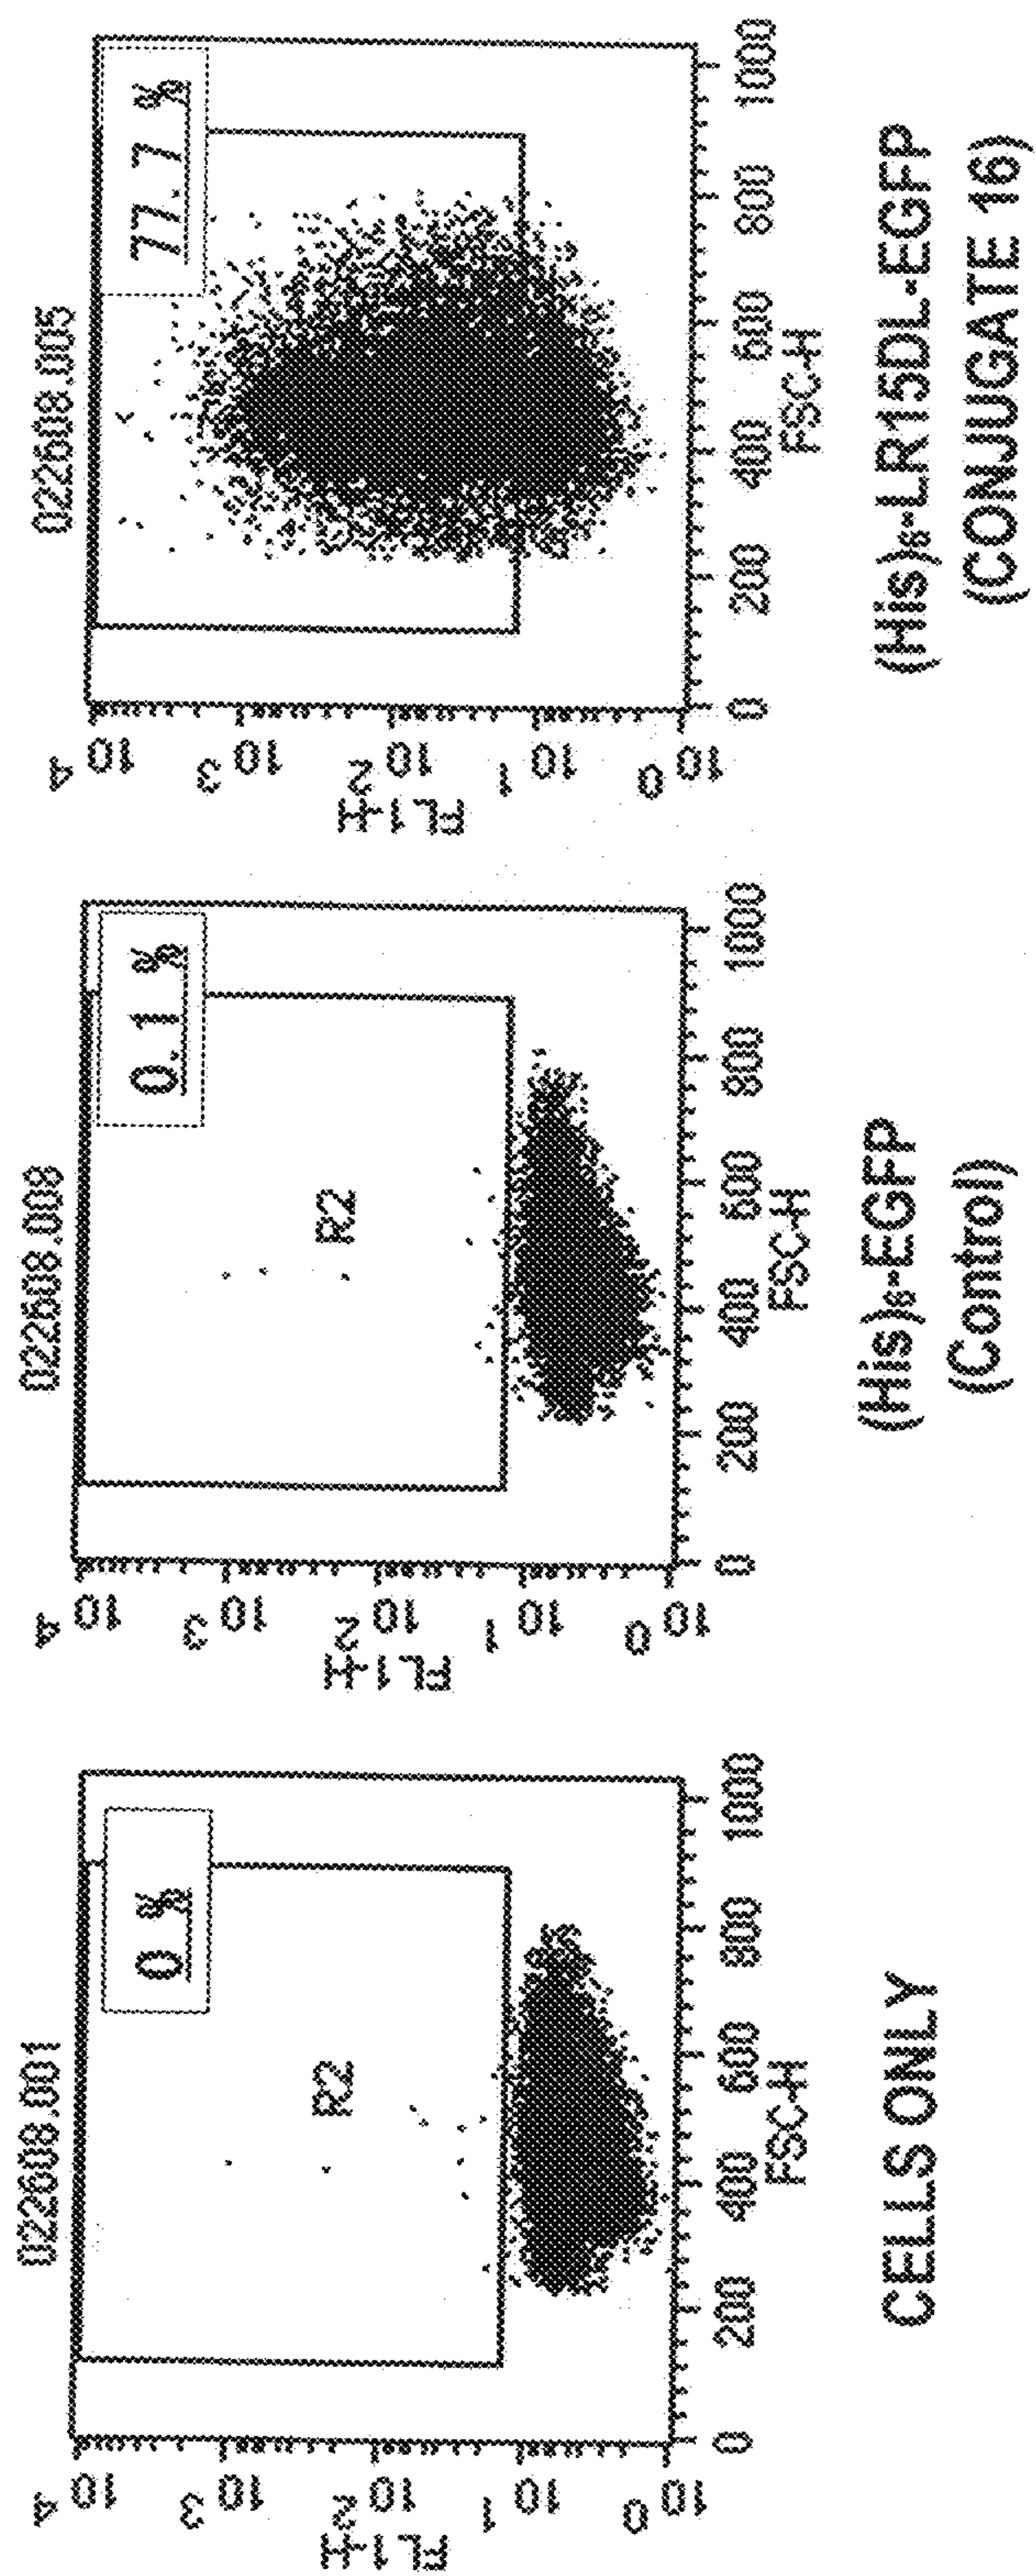 022608.001
0 %
R2
10 4
10 3
10 2
10 1
10 0
FL1-H
0 200 400 600 800 1000
FSC-H
CELLS ONLY
022608.008
0.1 %
R2
10 4
10 3
10 2
10 1
10 0
FL1-H
0 200 400 600 800 1000
FSC-H
(His)6-EGFP
(Control)
022608.005
77.7 %
10 4
10 3
10 2
10 1
10 0
FL1-H
0 200 400 600 800 1000
FSC-H
(His)6-LR15DL-EGFP
(CONJUGATE 16)